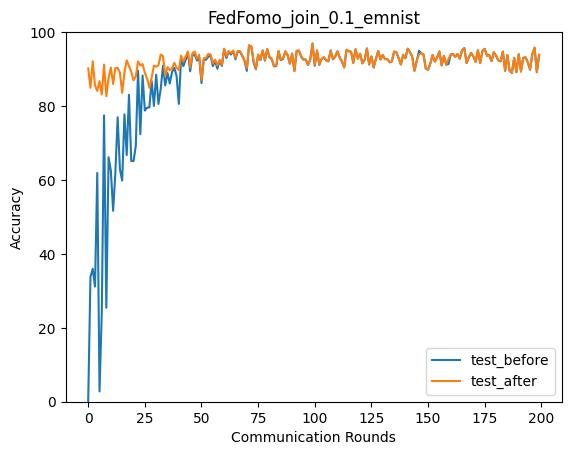 FedFomo_join_0.1_emnist
100
80
60
40
20
0
Accuracy
test_before
test_after
0 25 50 75 100 125 150 175 200
Communication Rounds